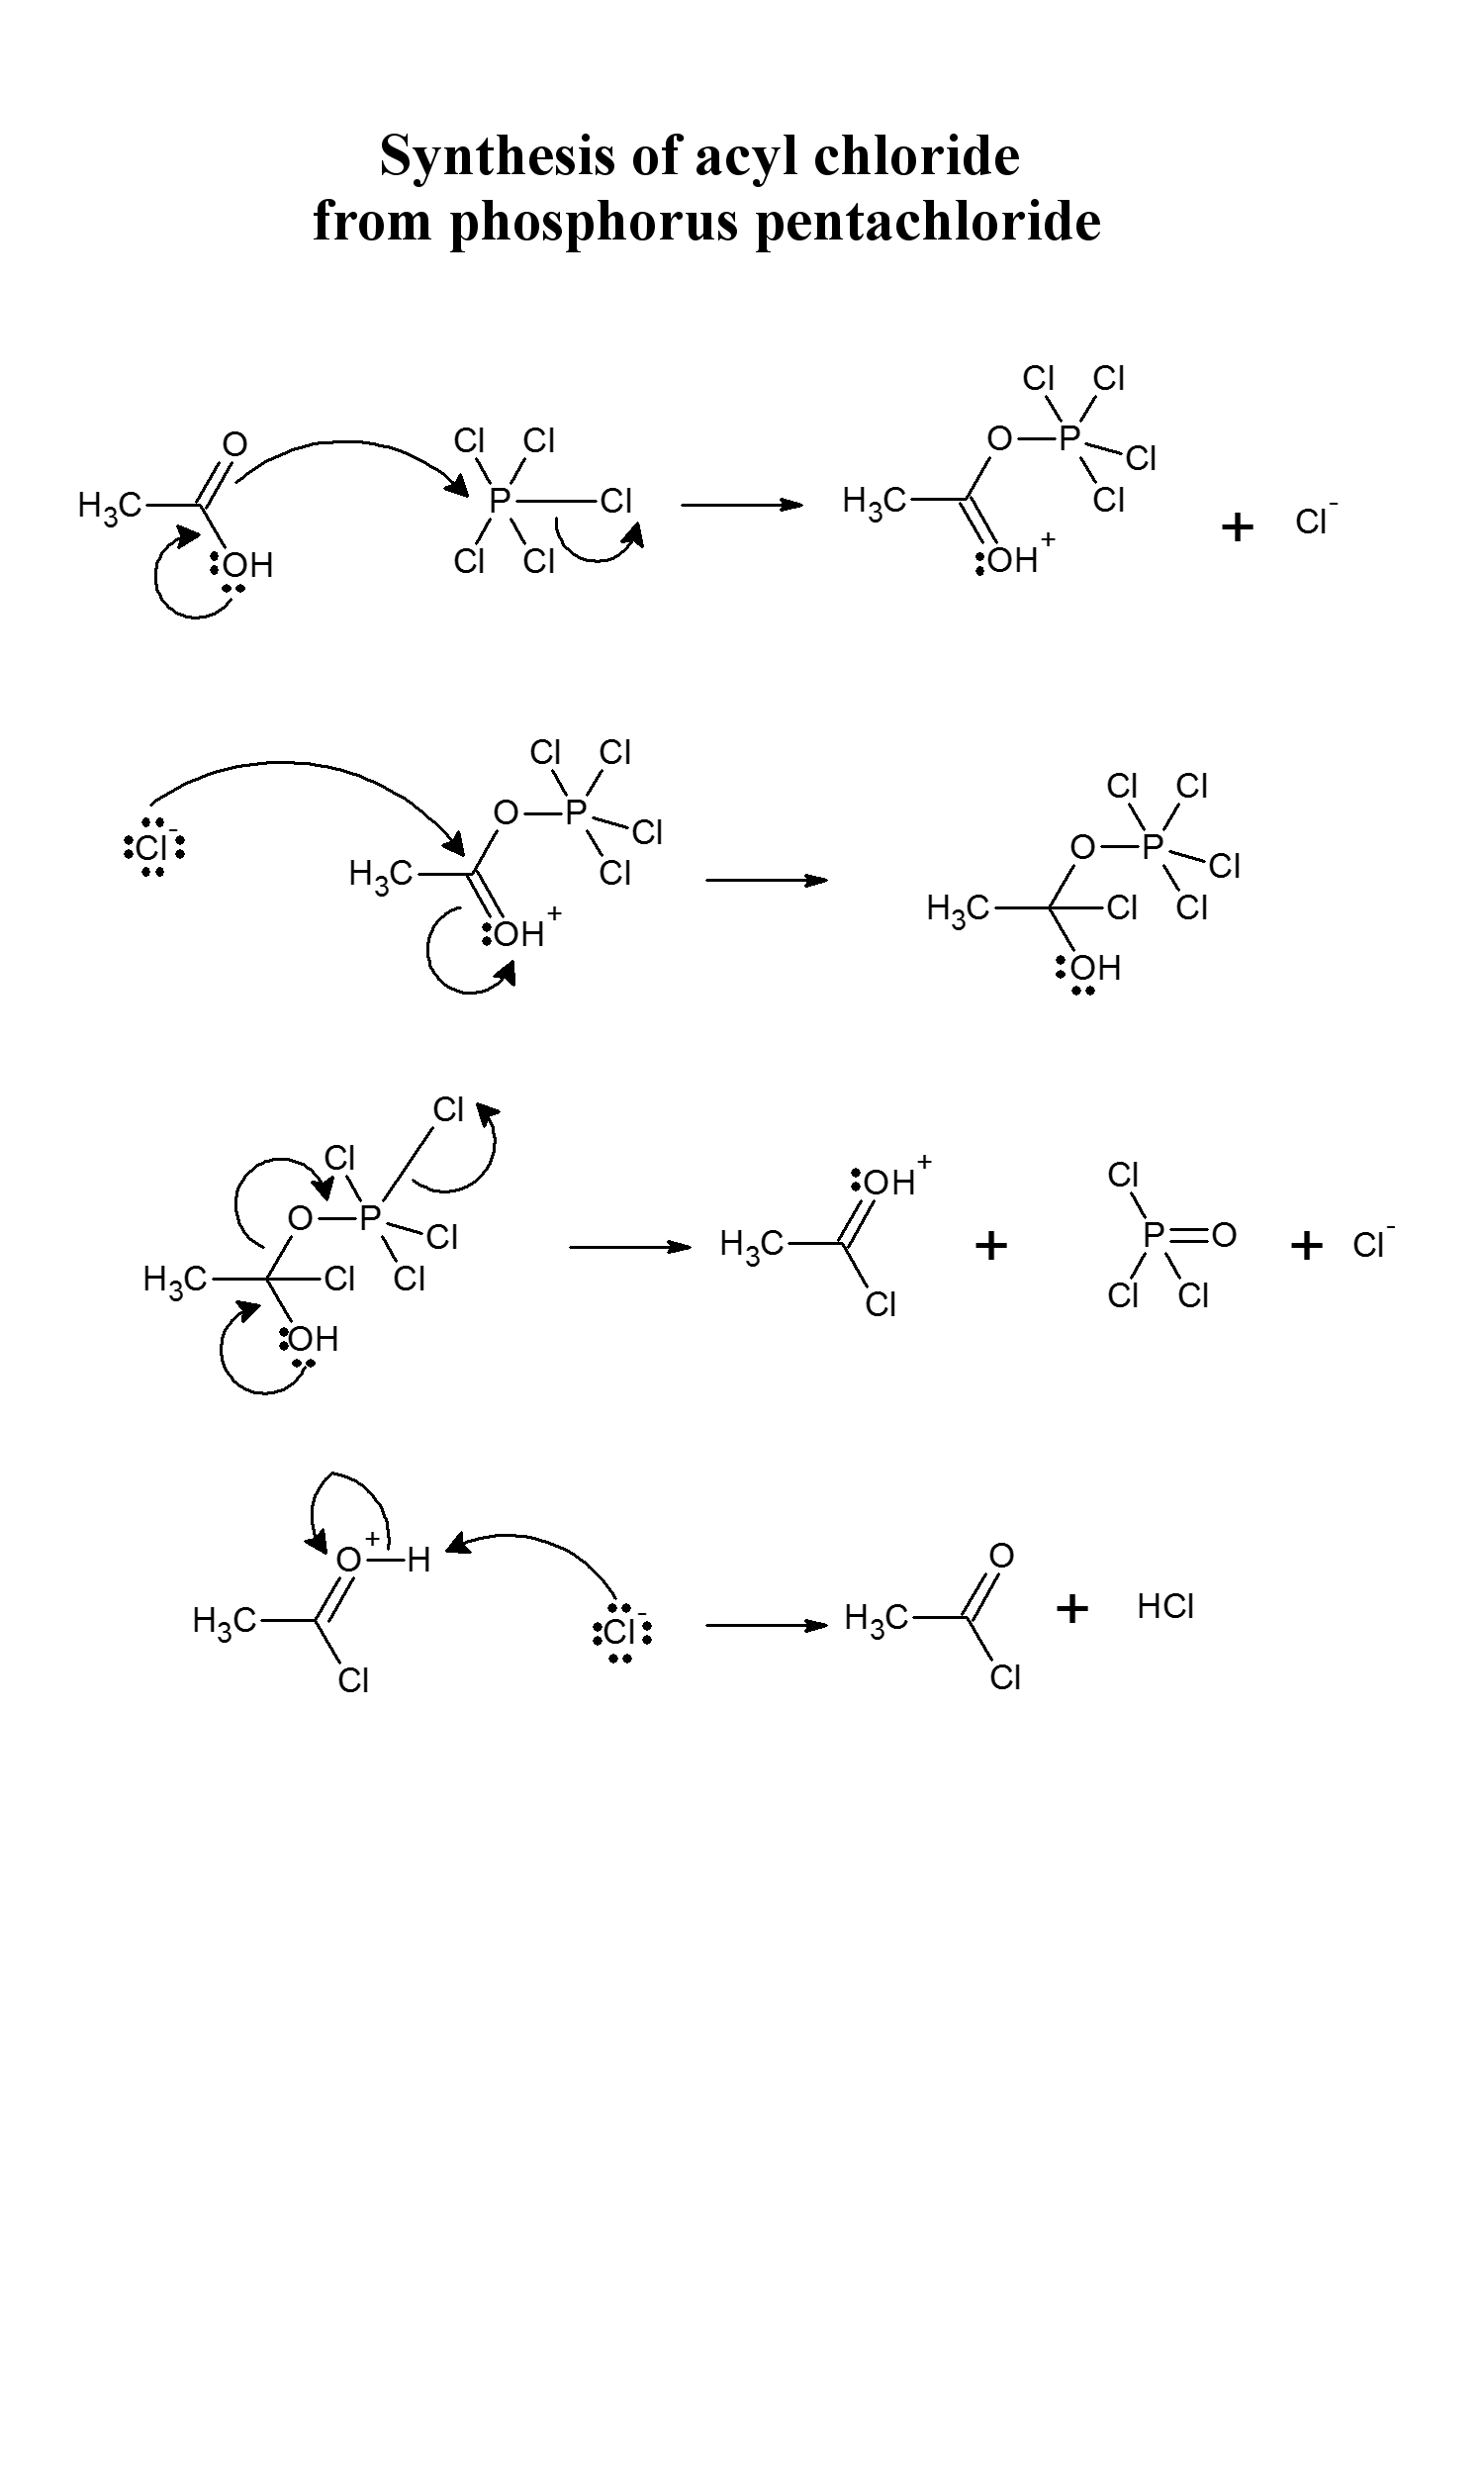 Synthesis of acyl chloride
from phosphorus pentachloride
Cl Cl
O Cl Cl O P
H₃C P Cl H₃C Cl
OH Cl Cl OH⁺ Cl + Cl⁻
Cl Cl
O P Cl Cl
Cl⁻ Cl O P
H₃C Cl H₃C Cl Cl
OH⁺ OH Cl
Cl
Cl OH⁺ Cl
O P Cl H₃C + P O + Cl⁻
H₃C Cl Cl Cl Cl Cl
OH
O⁺ H O
H₃C Cl⁻ H₃C + HCl
Cl Cl